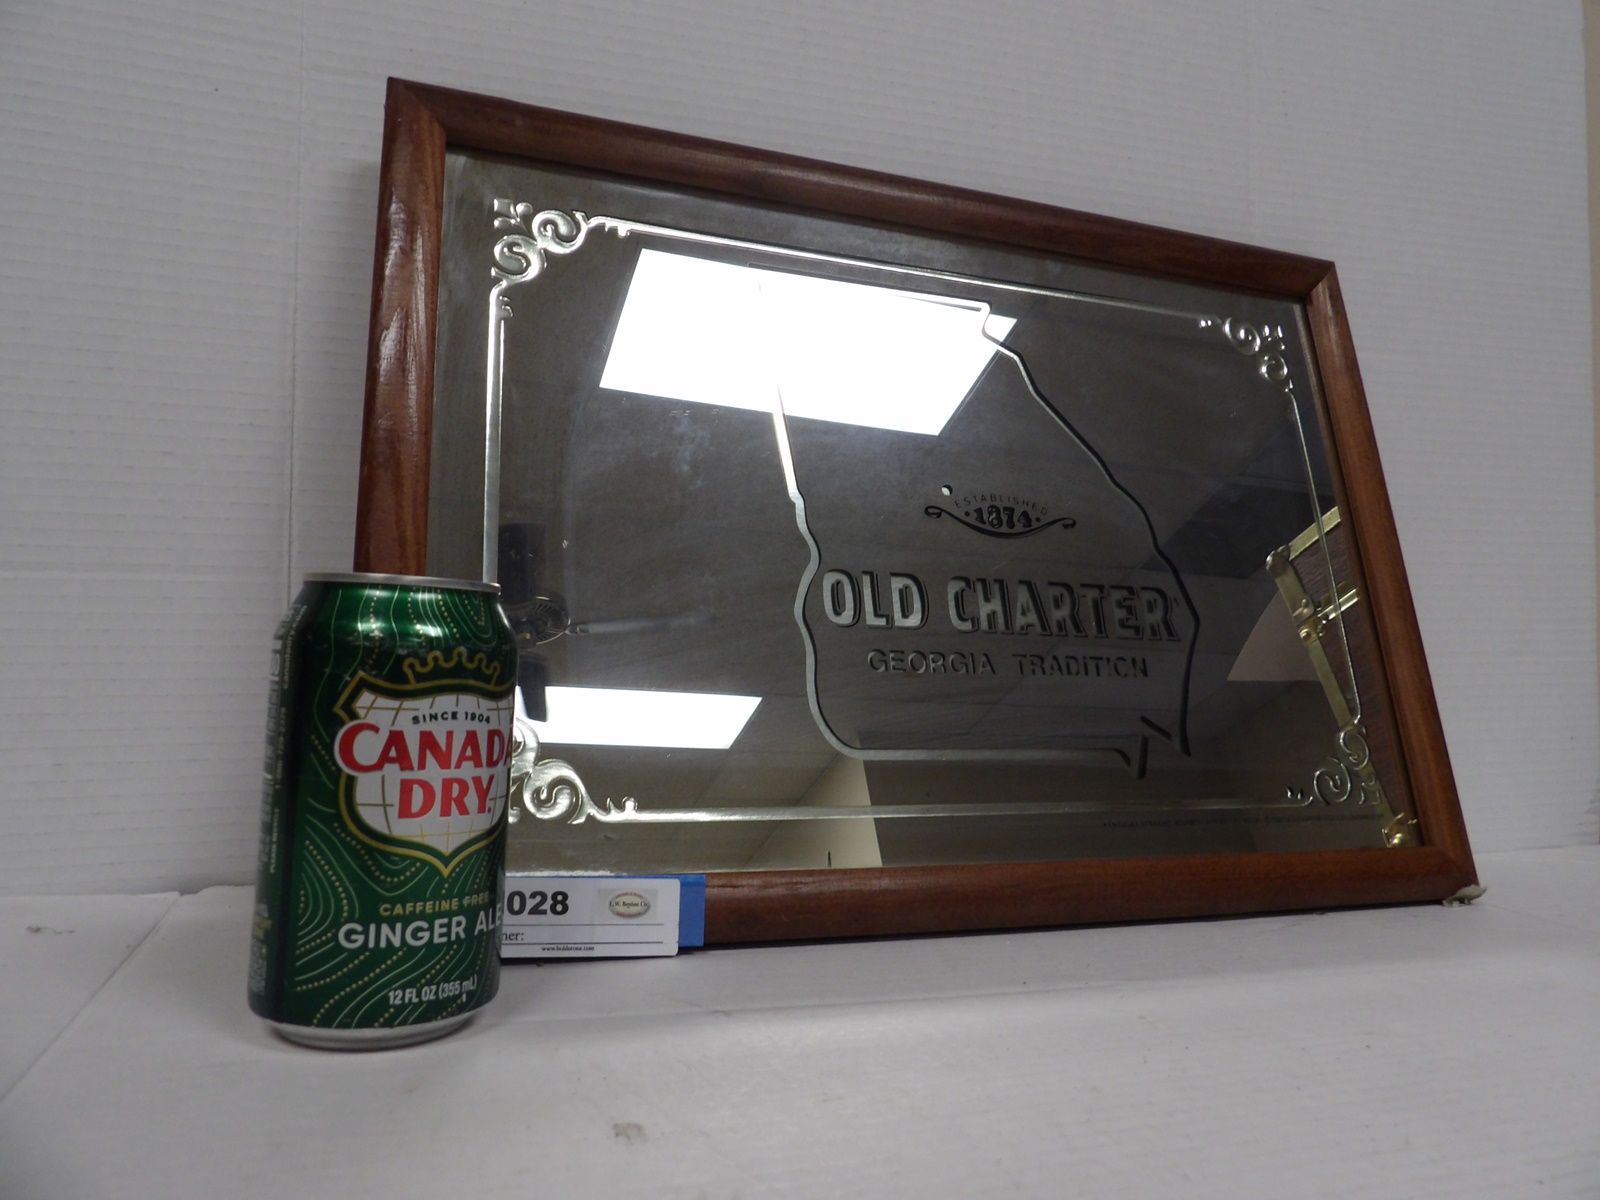 ESTABLISHED
1874
OLD CHARTER
GEORGIA TRADITION
SINCE 1904
CANADA
DRY.
CAFFEINE FREE
GINGER ALE
12 FL OZ (355 mL)
028
ner: